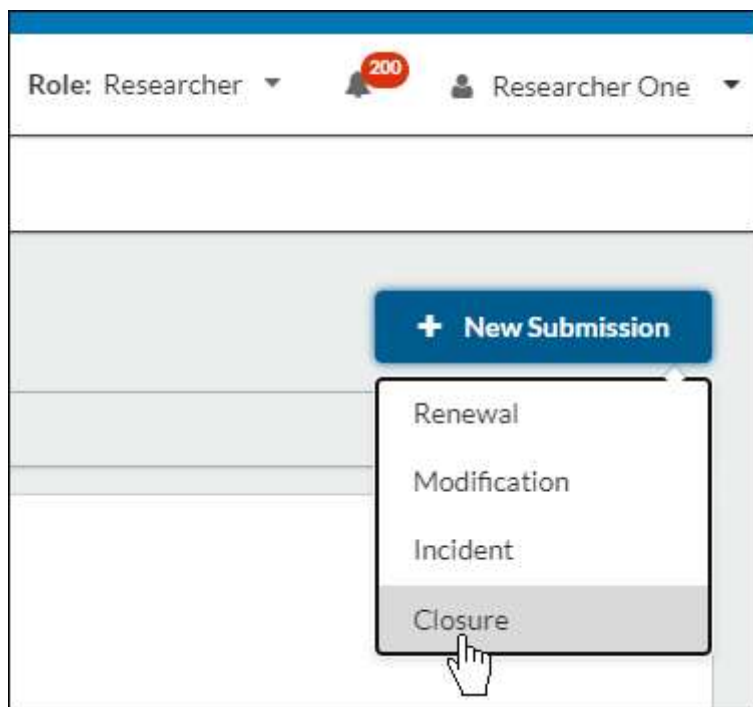 Role: Researcher 200 Researcher One
+ New Submission
Renewal
Modification
Incident
Closure